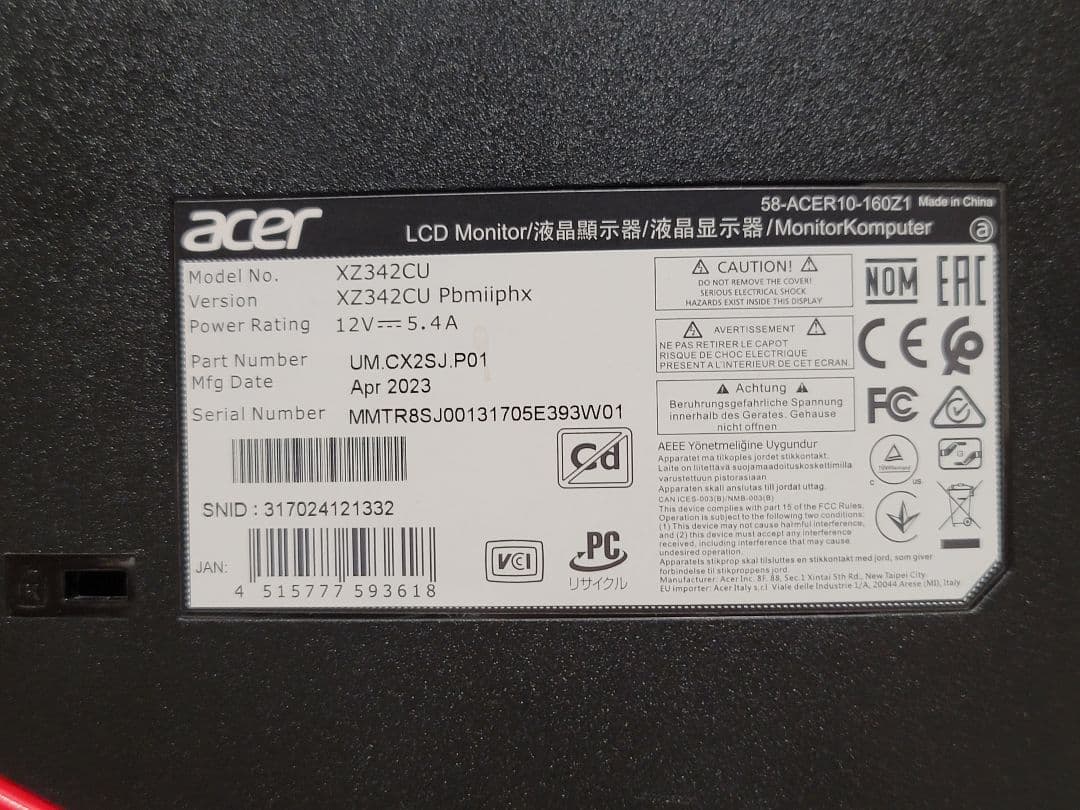 acer
58-ACER10-160Z1 Made in China
LCD Monitor/液晶顯示器/液晶显示器/MonitorKomputer
a
Model No. XZ342CU
Version XZ342CU Pbmiiphx
Power Rating 12V⎓5.4A
Part Number UM.CX2SJ.P01
Mfg Date Apr 2023
Serial Number MMTR8SJ00131705E393W01
SNID : 317024121332
JAN:
4 515777 593618
Cd
VCI
PC
リサイクル
CAUTION!
DO NOT REMOVE THE COVER!
SERIOUS ELECTRICAL SHOCK
HAZARDS EXIST INSIDE THIS DISPLAY
AVERTISSEMENT
NE PAS RETIRER LE CAPOT
RISQUE DE CHOC ELECTRIQUE
PRESENT A L'INTERIEUR DE CET ECRAN.
Achtung
Beruhrungsgefahrliche Spannung
innerhalb des Gerates. Gehause
nicht offnen
NOM
EAC
CE
FC
TÜVRheinland
C US
AEEE Yönetmeliğine Uygundur
Apparatet ma tilkoples jordet stikkontakt.
Laite on liitettävä suojamaadoituskoskettimilla
varustettuun pistorasiaan
Apparaten skall anslutas till jordat uttag.
CAN ICES-003(B)/NMB-003(B)
This device complies with part 15 of the FCC Rules.
Operation is subject to the following two conditions:
(1) This device may not cause harmful interference,
and (2) this device must accept any interference
received, including interference that may cause
undesired operation.
Apparatets stikprop skal tilsluttes en stikkontakt med jord, som giver
forbindelse til stikproppens jord.
Manufacturer: Acer Inc. 8F, 88, Sec.1 Xintai 5th Rd., New Taipei City.
EU importer: Acer Italy s.r.l Viale delle Industrie 1/A, 20044 Arese (MI), Italy